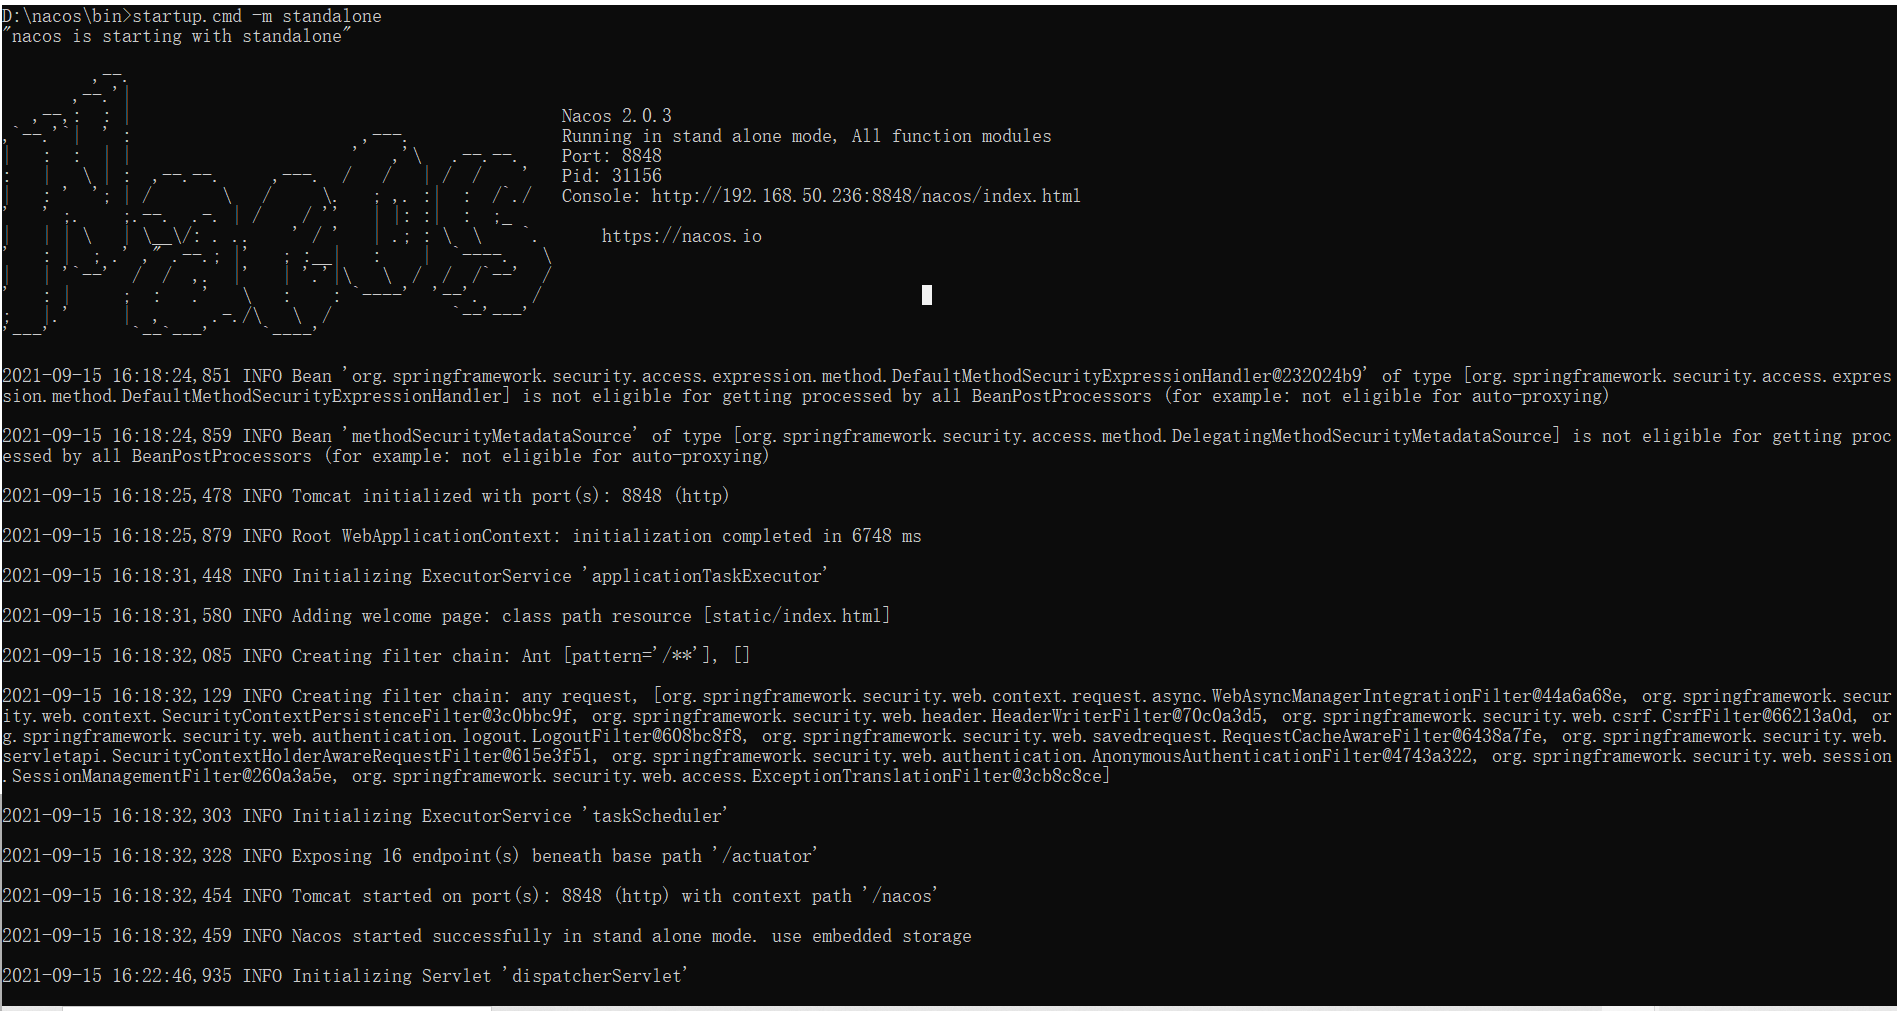 D:\nacos\bin>startup.cmd -m standalone
"nacos is starting with standalone"
Nacos 2.0.3
Running in stand alone mode, All function modules
Port: 8848
Pid: 31156
Console: http://192.168.50.236:8848/nacos/index.html
https://nacos.io
2021-09-15 16:18:24,851 INFO Bean 'org.springframework.security.access.expression.method.DefaultMethodSecurityExpressionHandler@232024b9' of type [org.springframework.security.access.expres
sion.method.DefaultMethodSecurityExpressionHandler] is not eligible for getting processed by all BeanPostProcessors (for example: not eligible for auto-proxying)
2021-09-15 16:18:24,859 INFO Bean 'methodSecurityMetadataSource' of type [org.springframework.security.access.method.DelegatingMethodSecurityMetadataSource] is not eligible for getting proc
essed by all BeanPostProcessors (for example: not eligible for auto-proxying)
2021-09-15 16:18:25,478 INFO Tomcat initialized with port(s): 8848 (http)
2021-09-15 16:18:25,879 INFO Root WebApplicationContext: initialization completed in 6748 ms
2021-09-15 16:18:31,448 INFO Initializing ExecutorService 'applicationTaskExecutor'
2021-09-15 16:18:31,580 INFO Adding welcome page: class path resource [static/index.html]
2021-09-15 16:18:32,085 INFO Creating filter chain: Ant [pattern='/**'], []
2021-09-15 16:18:32,129 INFO Creating filter chain: any request, [org.springframework.security.web.context.request.async.WebAsyncManagerIntegrationFilter@44a6a68e, org.springframework.secur
ity.web.context.SecurityContextPersistenceFilter@3c0bbc9f, org.springframework.security.web.header.HeaderWriterFilter@70c0a3d5, org.springframework.security.web.csrf.CsrfFilter@66213a0d, or
g.springframework.security.web.authentication.logout.LogoutFilter@608bc8f8, org.springframework.security.web.savedrequest.RequestCacheAwareFilter@6438a7fe, org.springframework.security.web.
servletapi.SecurityContextHolderAwareRequestFilter@615e3f51, org.springframework.security.web.authentication.AnonymousAuthenticationFilter@4743a322, org.springframework.security.web.session
.SessionManagementFilter@260a3a5e, org.springframework.security.web.access.ExceptionTranslationFilter@3cb8c8ce]
2021-09-15 16:18:32,303 INFO Initializing ExecutorService 'taskScheduler'
2021-09-15 16:18:32,328 INFO Exposing 16 endpoint(s) beneath base path '/actuator'
2021-09-15 16:18:32,454 INFO Tomcat started on port(s): 8848 (http) with context path '/nacos'
2021-09-15 16:18:32,459 INFO Nacos started successfully in stand alone mode. use embedded storage
2021-09-15 16:22:46,935 INFO Initializing Servlet 'dispatcherServlet'